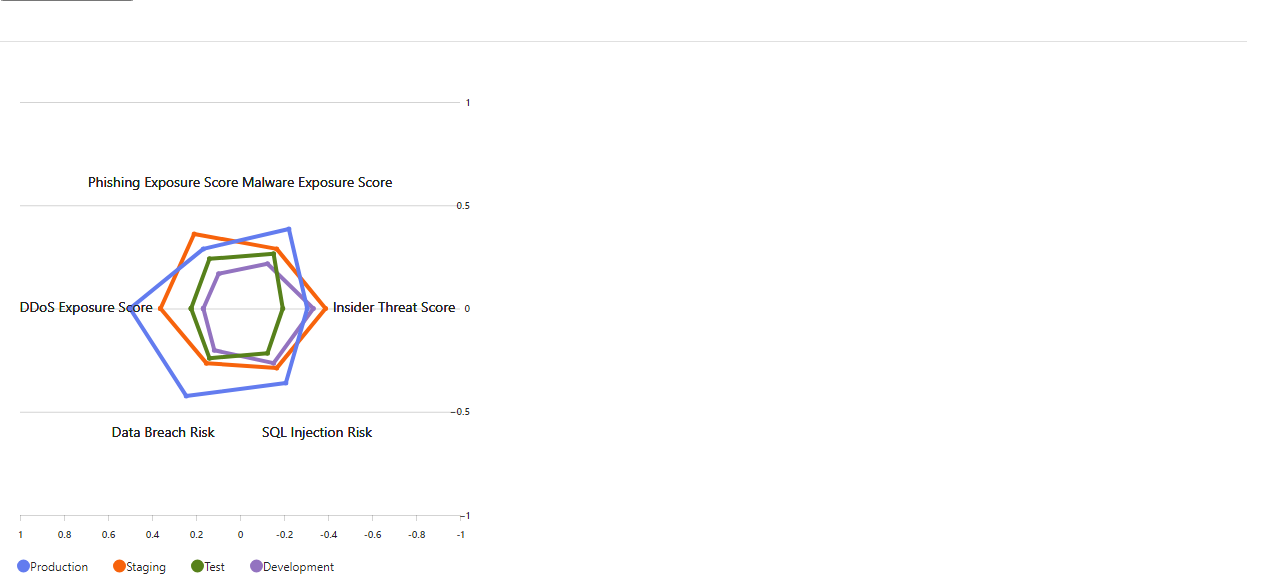 1
Phishing Exposure Score Malware Exposure Score
0.5
DDoS Exposure Score Insider Threat Score 0
-0.5
Data Breach Risk SQL Injection Risk
-1
1 0.8 0.6 0.4 0.2 0 -0.2 -0.4 -0.6 -0.8 -1
Production Staging Test Development